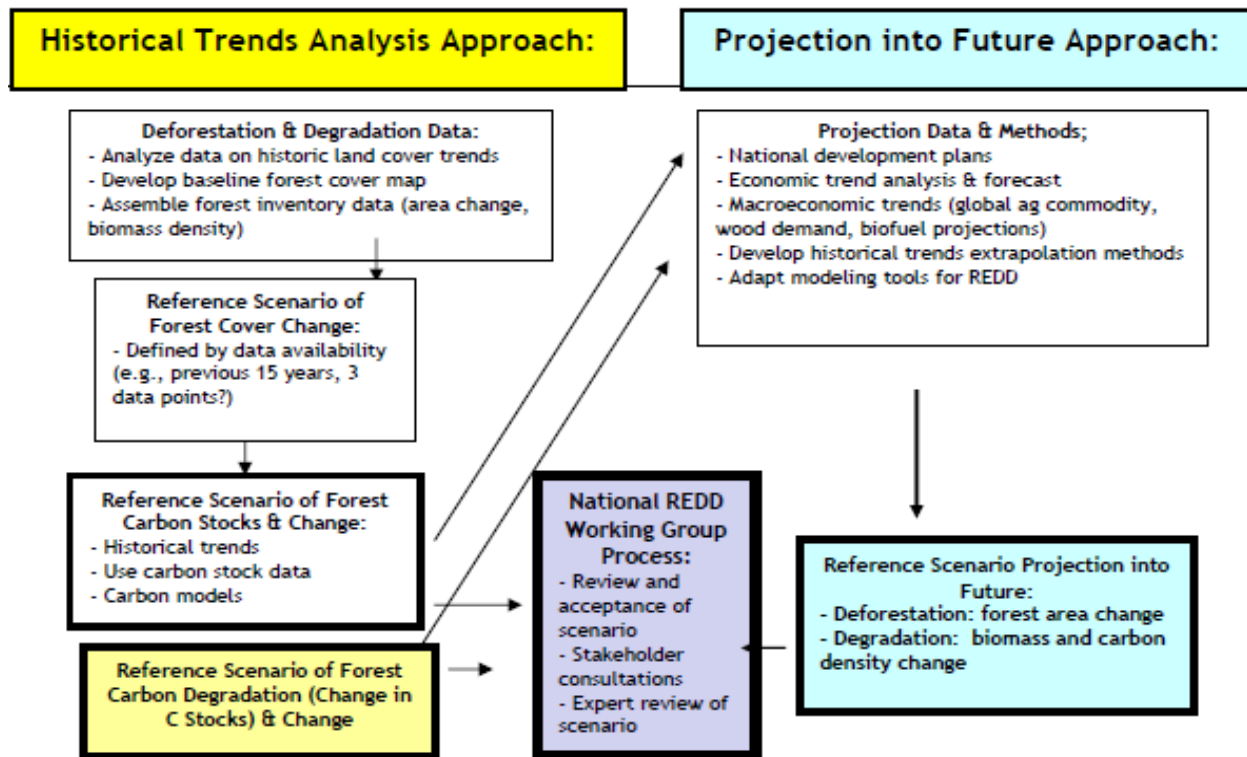 Historical Trends Analysis Approach:
Projection into Future Approach:
Deforestation & Degradation Data:
- Analyze data on historic land cover trends
- Develop baseline forest cover map
- Assemble forest inventory data (area change,
biomass density)
Reference Scenario of
Forest Cover Change:
- Defined by data availability
(e.g., previous 15 years, 3
data points?)
Reference Scenario of Forest
Carbon Stocks & Change:
- Historical trends
- Use carbon stock data
- Carbon models
Reference Scenario of Forest
Carbon Degradation (Change in
C Stocks) & Change
National REDD
Working Group
Process:
- Review and
acceptance of
scenario
- Stakeholder
consultations
- Expert review of
scenario
Projection Data & Methods;
- National development plans
- Economic trend analysis & forecast
- Macroeconomic trends (global ag commodity,
wood demand, biofuel projections)
- Develop historical trends extrapolation methods
- Adapt modeling tools for REDD
Reference Scenario Projection into
Future:
- Deforestation: forest area change
- Degradation: biomass and carbon
density change